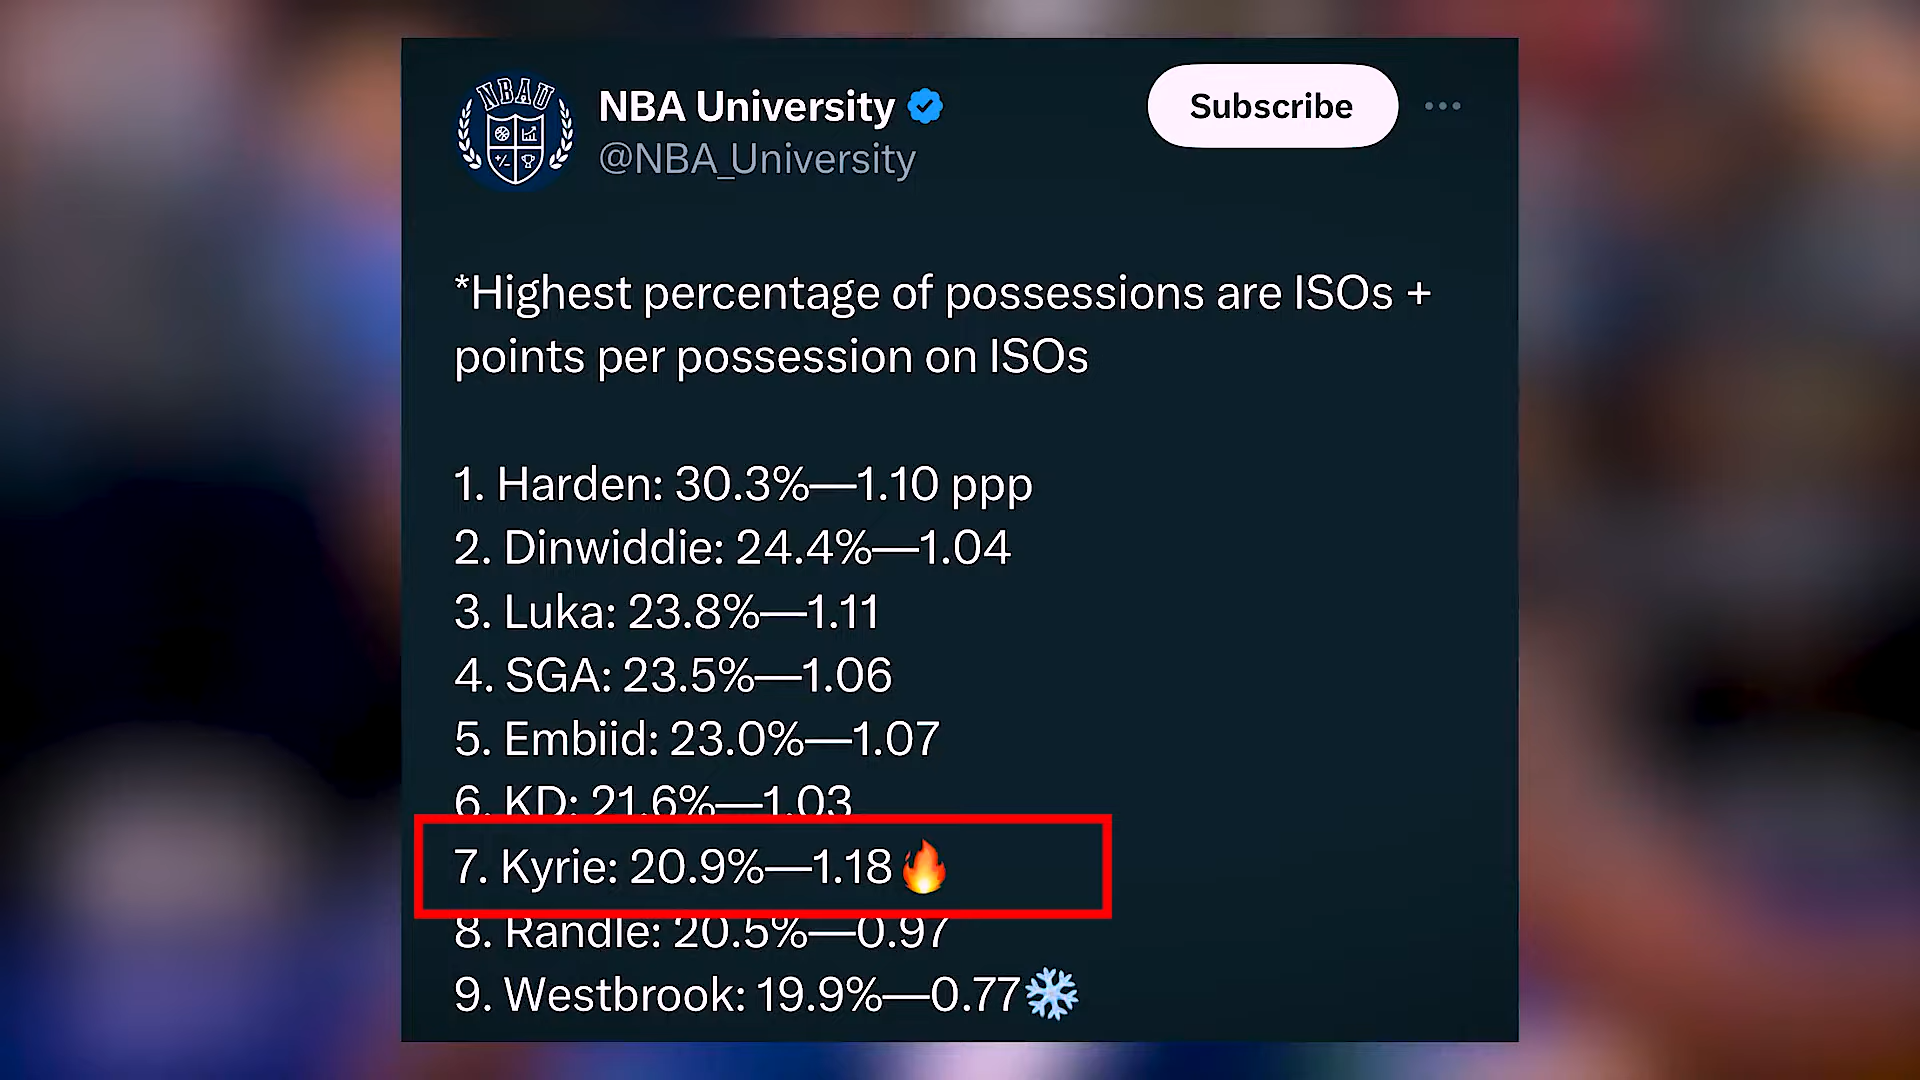 NBAU
+/-
NBA University
@NBA_University
Subscribe
*Highest percentage of possessions are ISOs +
points per possession on ISOs
1. Harden: 30.3%—1.10 ppp
2. Dinwiddie: 24.4%—1.04
3. Luka: 23.8%—1.11
4. SGA: 23.5%—1.06
5. Embiid: 23.0%—1.07
6. KD: 21.6%—1.03
7. Kyrie: 20.9%—1.18🔥
8. Randle: 20.5%—0.97
9. Westbrook: 19.9%—0.77❄️